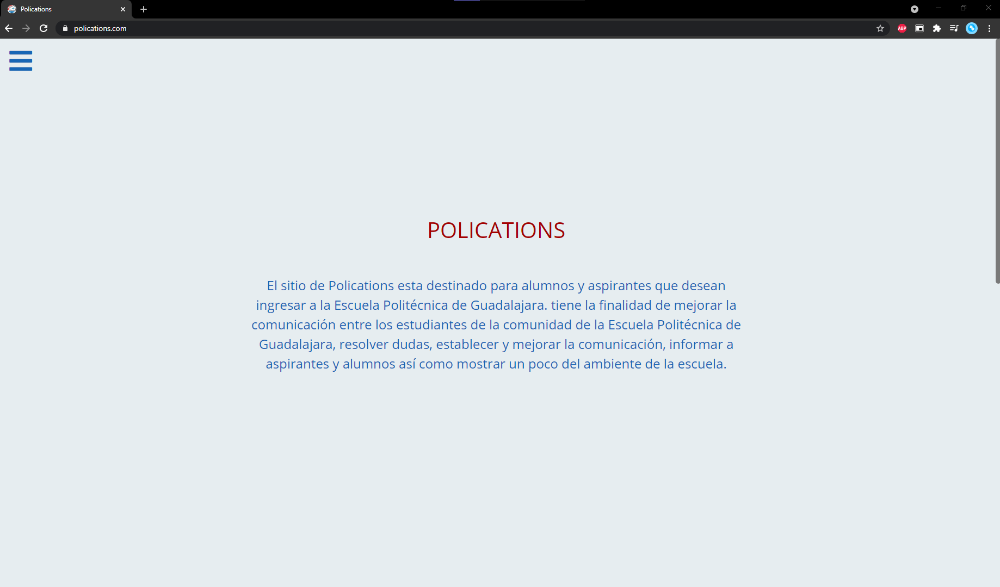 Polications
polications.com
ABP
POLICATIONS
El sitio de Polications esta destinado para alumnos y aspirantes que desean
ingresar a la Escuela Politécnica de Guadalajara. tiene la finalidad de mejorar la
comunicación entre los estudiantes de la comunidad de la Escuela Politécnica de
Guadalajara, resolver dudas, establecer y mejorar la comunicación, informar a
aspirantes y alumnos así como mostrar un poco del ambiente de la escuela.